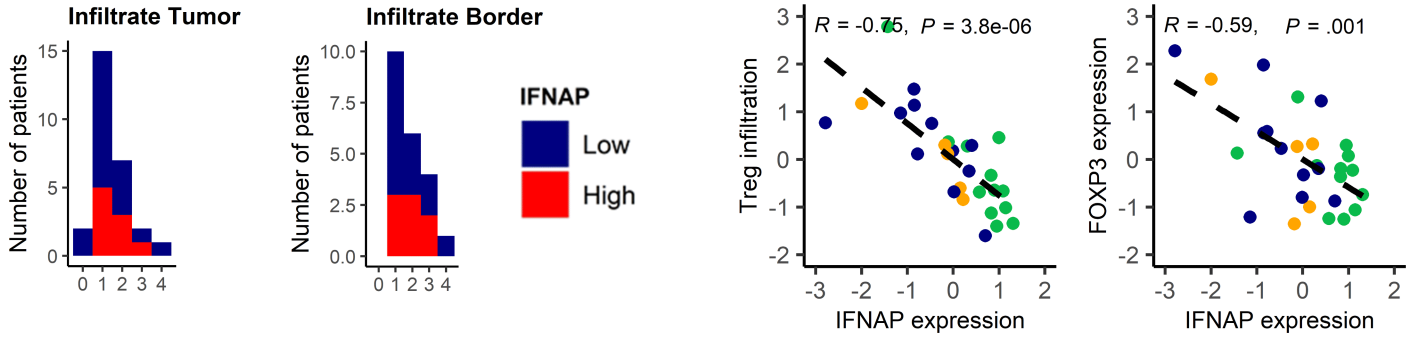 Infiltrate Tumor
Number of patients
15
10
5
0
0 1 2 3 4
Infiltrate Border
Number of patients
10.0
7.5
5.0
2.5
0.0
0 1 2 3 4
IFNAP
Low
High
R = -0.75, P = 3.8e-06
Treg infiltration
3
2
1
0
-1
-2
-3 -2 -1 0 1 2
IFNAP expression
R = -0.59, P = .001
FOXP3 expression
3
2
1
0
-1
-2
-3 -2 -1 0 1 2
IFNAP expression